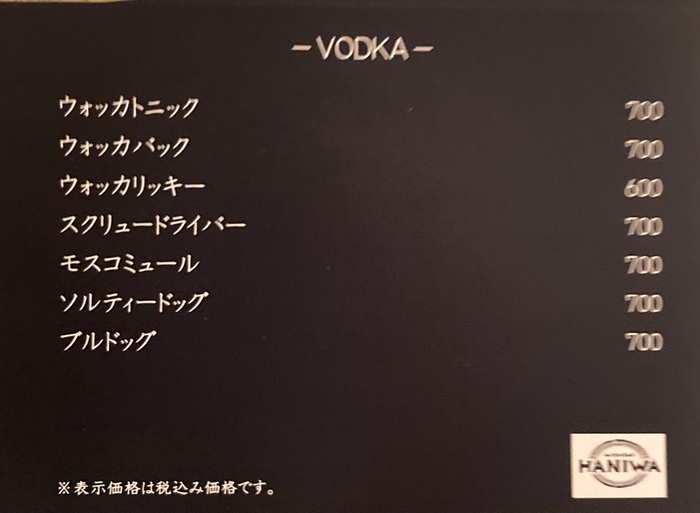 -VODKA-
ウォッカトニック 700
ウォッカバック 700
ウォッカリッキー 600
スクリュードライバー 700
モスコミュール 700
ソルティードッグ 700
ブルドッグ 700
※表示価格は税込み価格です。
HANIWA